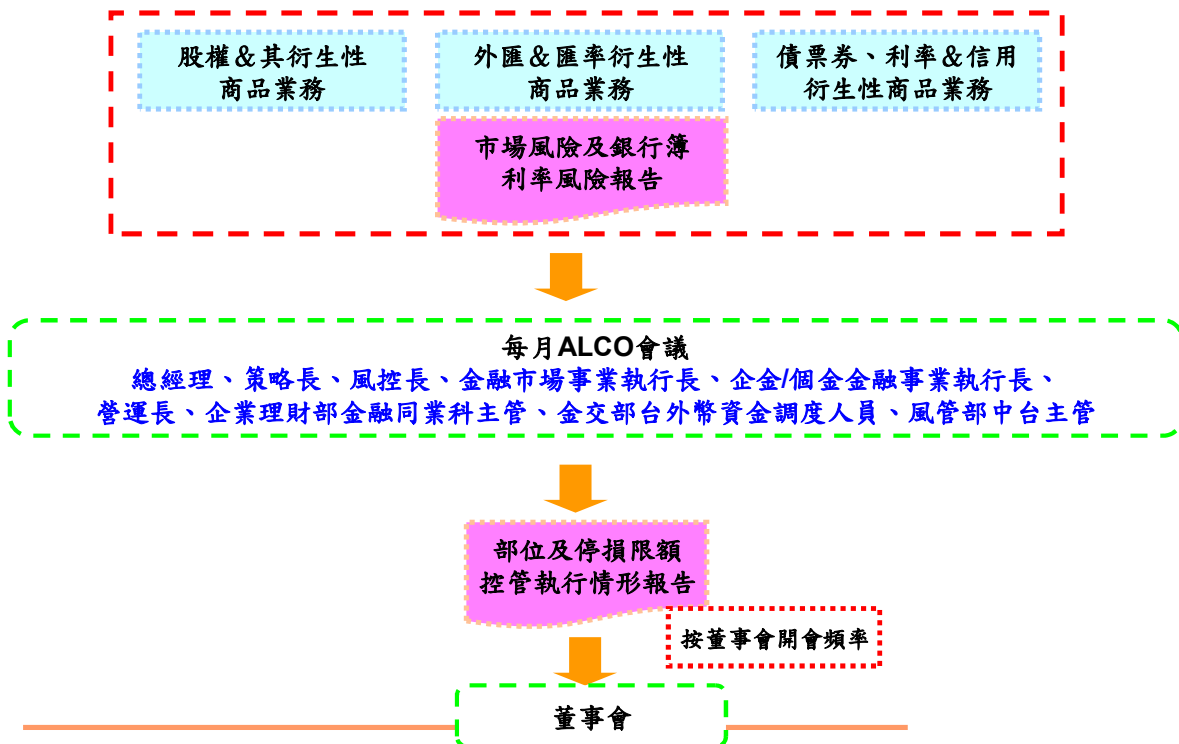 股權＆其衍生性
商品業務
外匯＆匯率衍生性
商品業務
債票券、利率＆信用
衍生性商品業務
市場風險及銀行簿
利率風險報告
每月ALCO會議
總經理、策略長、風控長、金融市場事業執行長、企金/個金金融事業執行長、
營運長、企業理財部金融同業科主管、金交部台外幣資金調度人員、風管部中台主管
部位及停損限額
控管執行情形報告
按董事會開會頻率
董事會